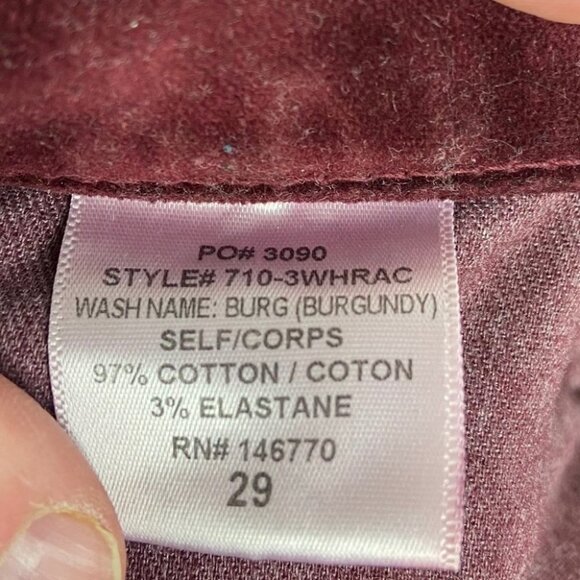 PO# 3090
STYLE# 710-3WHRAC
WASH NAME: BURG (BURGUNDY)
SELF/CORPS
97% COTTON / COTON
3% ELASTANE
RN# 146770
29